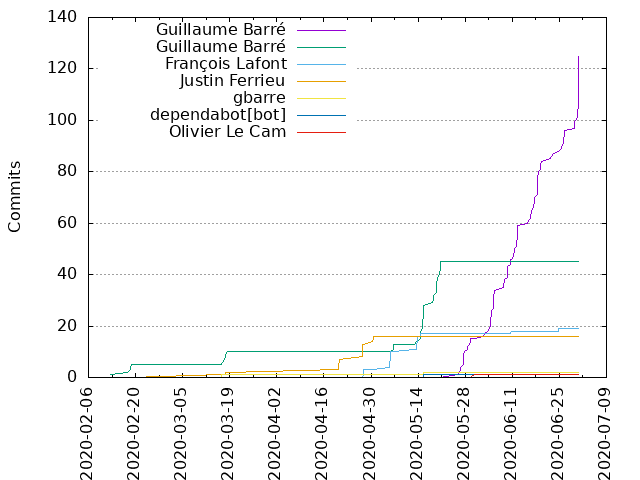 140
120
100
80
60
40
20
0
Commits
Guillaume Barré
Guillaume Barré
François Lafont
Justin Ferrieu
gbarre
dependabot[bot]
Olivier Le Cam
2020-02-06
2020-02-20
2020-03-05
2020-03-19
2020-04-02
2020-04-16
2020-04-30
2020-05-14
2020-05-28
2020-06-11
2020-06-25
2020-07-09